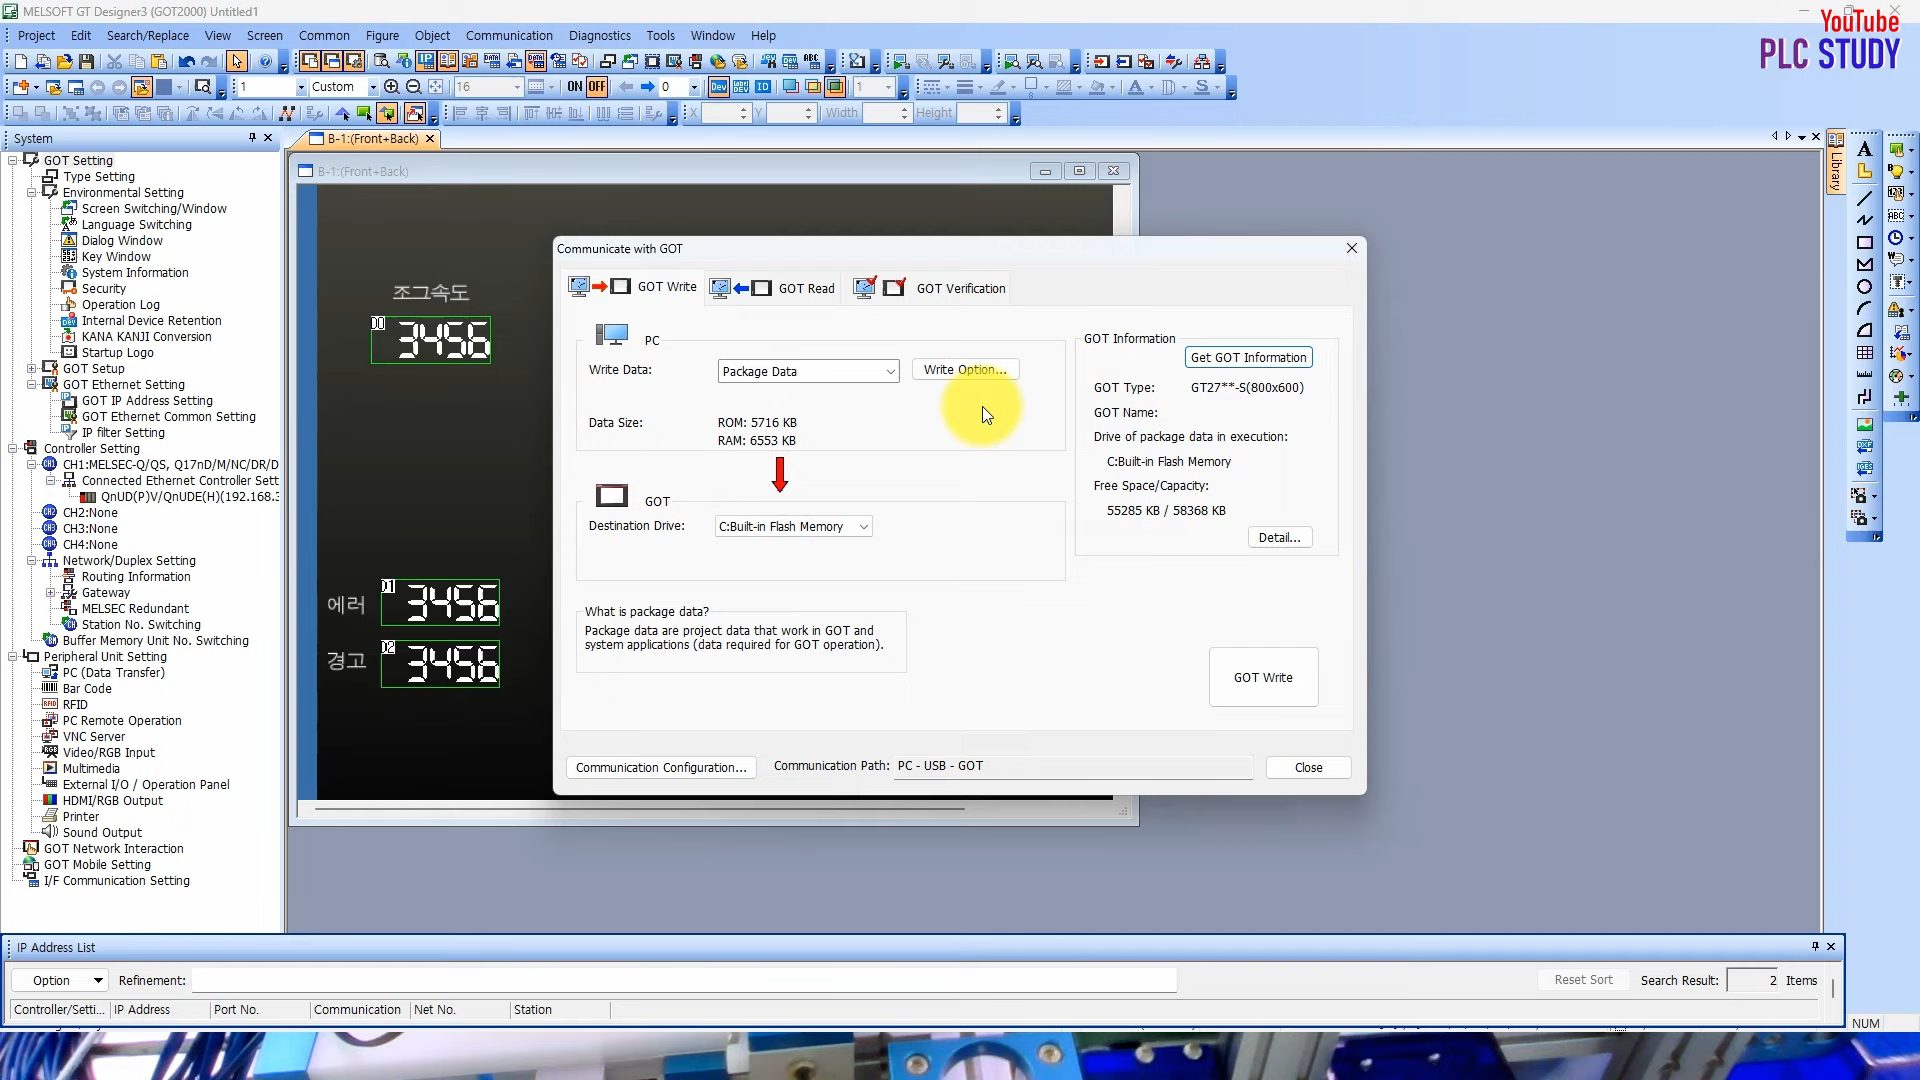 MELSOFT GT Designer3 (GOT2000) Untitled1
YouTube
PLC STUDY
Project Edit Search/Replace View Screen Common Figure Object Communication Diagnostics Tools Window Help
1 Custom 16 ON OFF 0 Dev ID 1
X Y Width Height
System
B-1:(Front+Back)
GOT Setting
Type Setting
Environmental Setting
Screen Switching/Window
Language Switching
Dialog Window
Key Window
System Information
Security
Operation Log
Internal Device Retention
KANA KANJI Conversion
Startup Logo
GOT Setup
GOT Ethernet Setting
GOT IP Address Setting
GOT Ethernet Common Setting
IP filter Setting
Controller Setting
CH1:MELSEC-Q/QS, Q17nD/M/NC/DR/D
Connected Ethernet Controller Sett
QnUD(P)V/QnUDE(H)(192.168.3
CH2:None
CH3:None
CH4:None
Network/Duplex Setting
Routing Information
Gateway
MELSEC Redundant
Station No. Switching
Buffer Memory Unit No. Switching
Peripheral Unit Setting
PC (Data Transfer)
Bar Code
RFID
PC Remote Operation
VNC Server
Video/RGB Input
Multimedia
External I/O / Operation Panel
HDMI/RGB Output
Printer
Sound Output
GOT Network Interaction
GOT Mobile Setting
I/F Communication Setting
B-1:(Front+Back)
조그속도
D0 3456
에러 D1 3456
경고 D2 3456
Communicate with GOT
GOT Write GOT Read GOT Verification
PC
Write Data: Package Data Write Option...
Data Size: ROM: 5716 KB
RAM: 6553 KB
GOT
Destination Drive: C:Built-in Flash Memory
What is package data?
Package data are project data that work in GOT and
system applications (data required for GOT operation).
GOT Information
Get GOT Information
GOT Type: GT27**-S(800x600)
GOT Name:
Drive of package data in execution:
C:Built-in Flash Memory
Free Space/Capacity:
55285 KB / 58368 KB
Detail...
GOT Write
Communication Configuration... Communication Path: PC - USB - GOT Close
Library
IP Address List
Option Refinement: Reset Sort Search Result: 2 Items
Controller/Setti... IP Address Port No. Communication Net No. Station
NUM